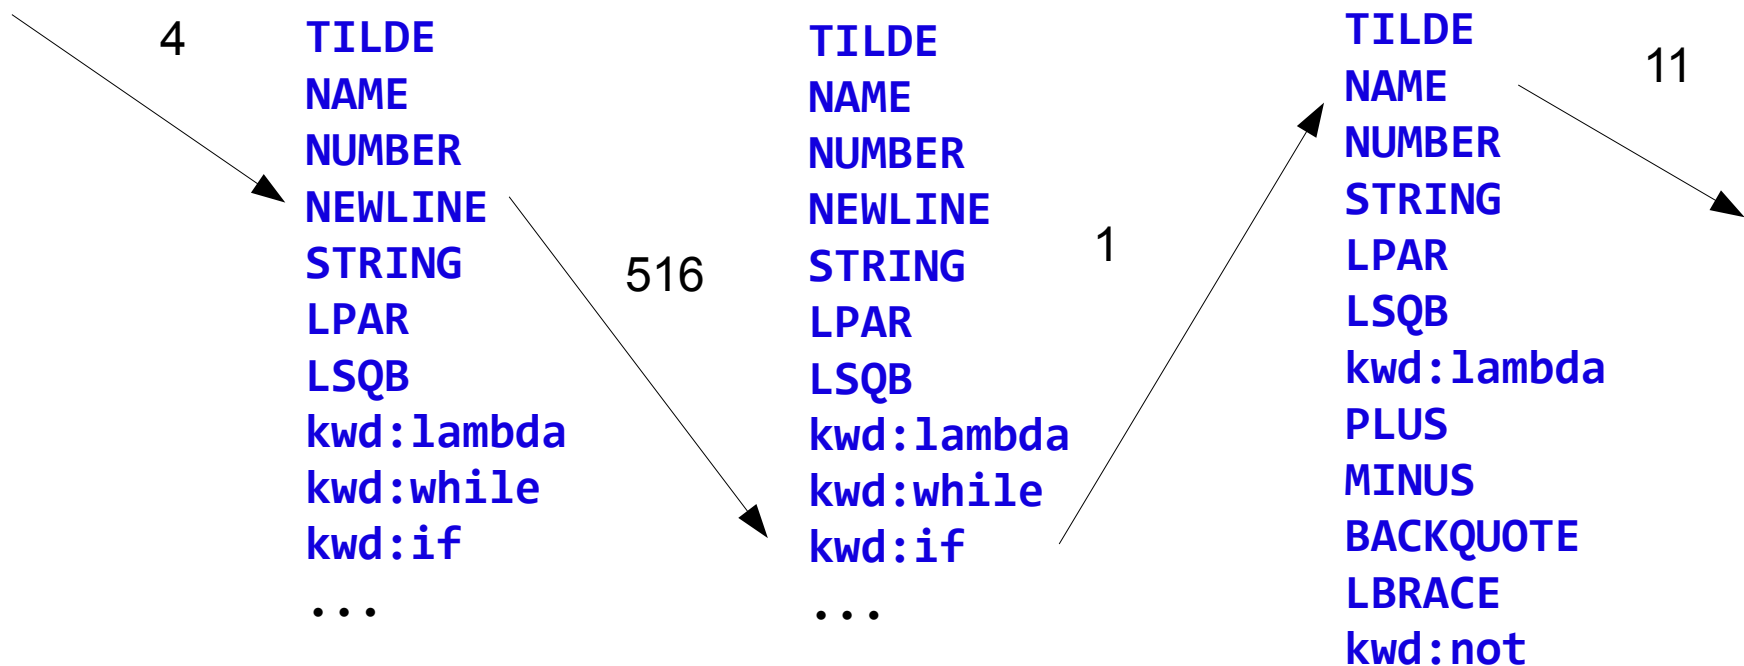 4
TILDE
NAME
NUMBER
NEWLINE
STRING
LPAR
LSQB
kwd:lambda
kwd:while
kwd:if
...
516
TILDE
NAME
NUMBER
NEWLINE
STRING
LPAR
LSQB
kwd:lambda
kwd:while
kwd:if
...
1
TILDE
NAME
NUMBER
STRING
LPAR
LSQB
kwd:lambda
PLUS
MINUS
BACKQUOTE
LBRACE
kwd:not
11